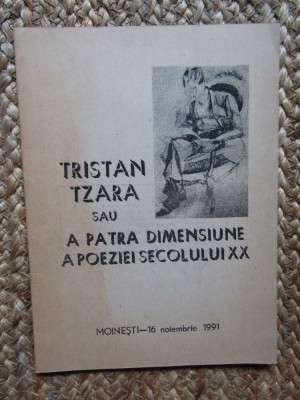 TRISTAN
TZARA
SAU
A PATRA DIMENSIUNE
A POEZIEI SECOLULUI XX
MOINEȘTI—16 noiembrie 1991